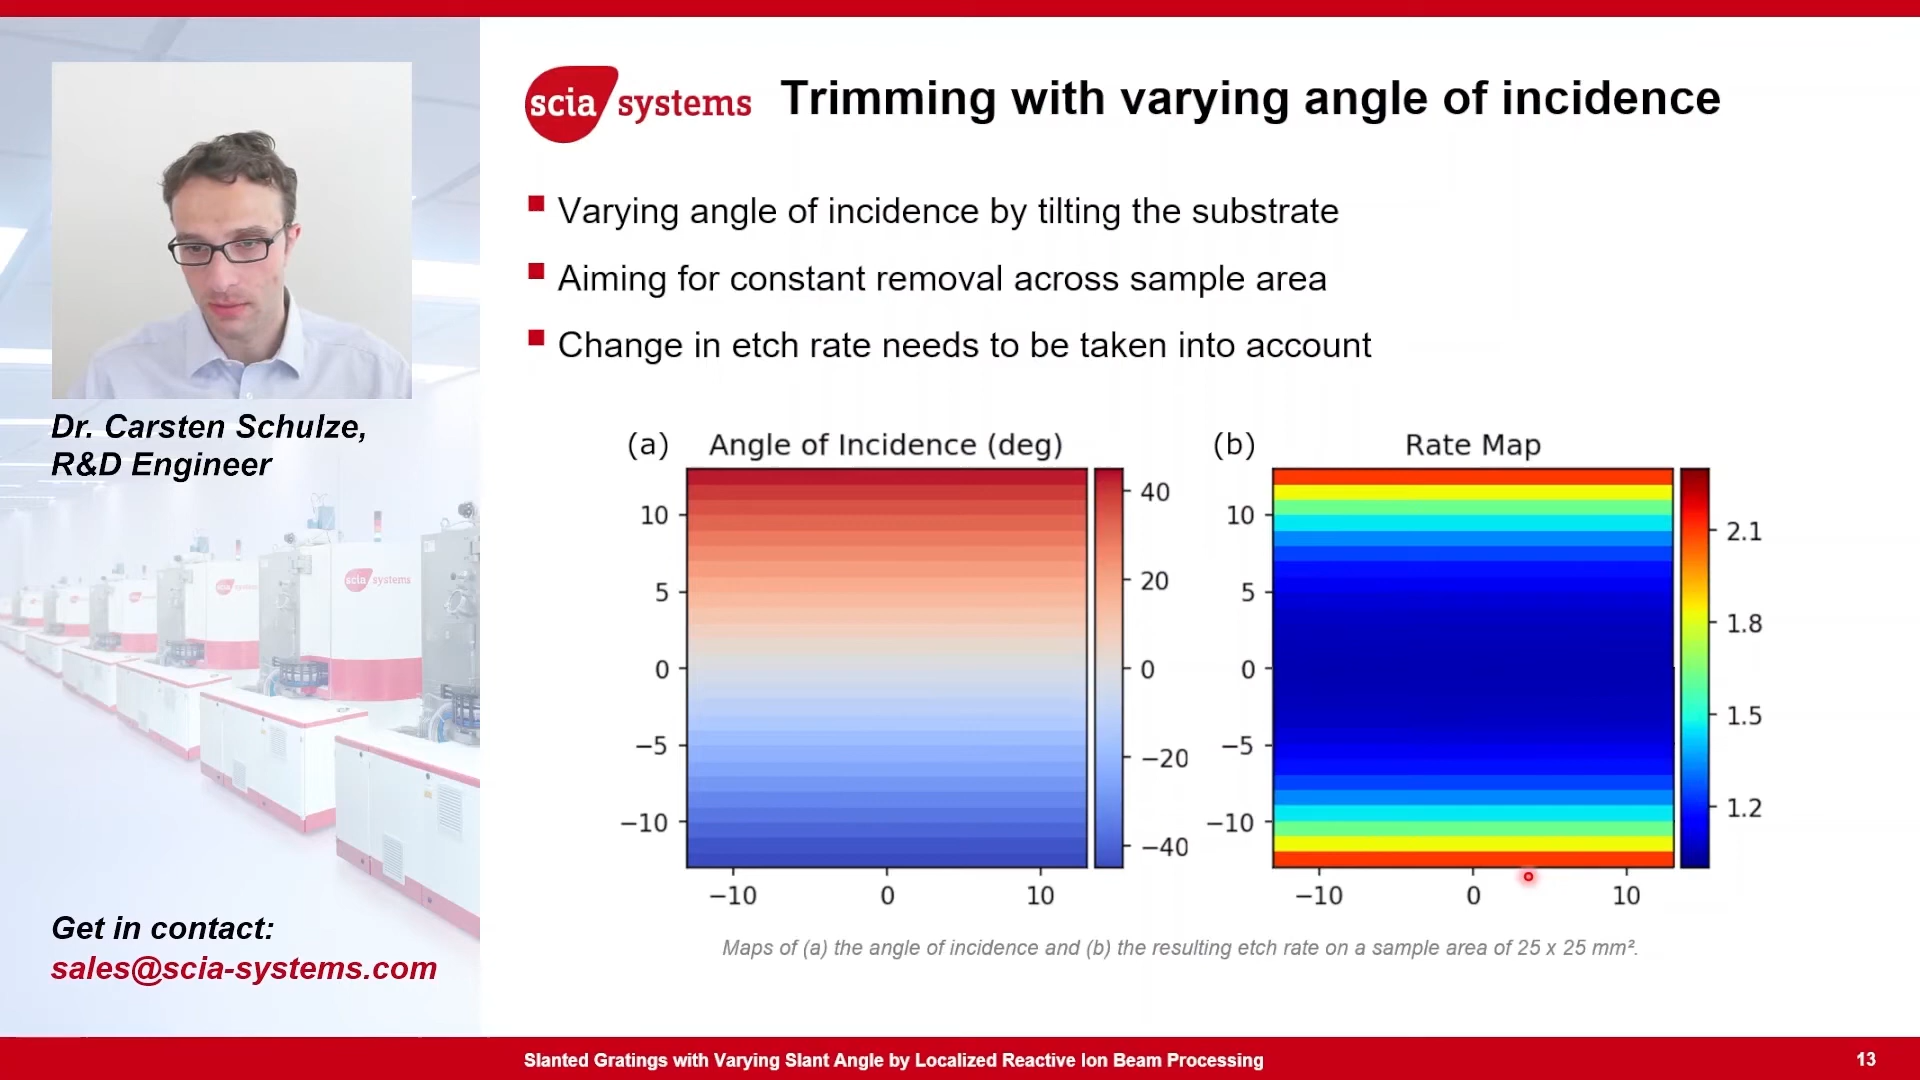 scia systems
Trimming with varying angle of incidence
Varying angle of incidence by tilting the substrate
Aiming for constant removal across sample area
Change in etch rate needs to be taken into account
Dr. Carsten Schulze,
R&D Engineer
scia systems
(a) Angle of Incidence (deg)
10
5
0
−5
−10
−10 0 10
40
20
0
−20
−40
(b) Rate Map
10
5
0
−5
−10
−10 0 10
2.1
1.8
1.5
1.2
Maps of (a) the angle of incidence and (b) the resulting etch rate on a sample area of 25 x 25 mm².
Get in contact:
sales@scia-systems.com
Slanted Gratings with Varying Slant Angle by Localized Reactive Ion Beam Processing
13